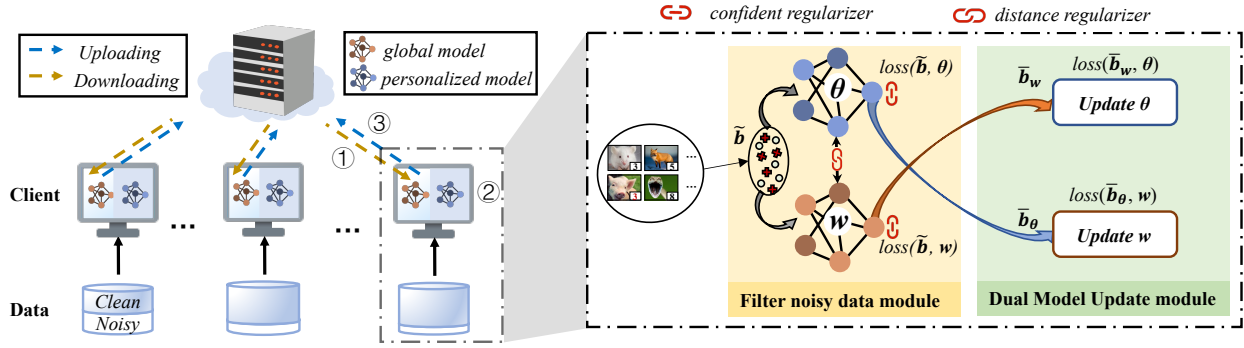 confident regularizer
distance regularizer
Uploading
Downloading
global model
personalized model
loss(b̃, θ)
b̄w
loss(b̄w, θ)
θ
Update θ
③
①
b̃
②
Client
...
...
...
...
w
loss(b̃, w)
b̄θ
loss(b̄θ, w)
Update w
Clean
Noisy
Data
Filter noisy data module
Dual Model Update module